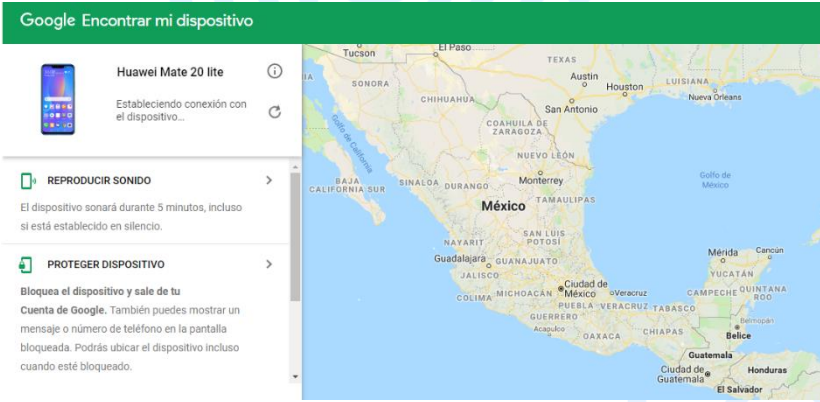 Google Encontrar mi dispositivo
Huawei Mate 20 lite
Estableciendo conexión con
el dispositivo...
REPRODUCIR SONIDO
El dispositivo sonará durante 5 minutos, incluso
si está establecido en silencio.
PROTEGER DISPOSITIVO
Bloquea el dispositivo y sale de tu
Cuenta de Google. También puedes mostrar un
mensaje o número de teléfono en la pantalla
bloqueada. Podrás ubicar el dispositivo incluso
cuando esté bloqueado.
Tucson
El Paso
TEXAS
Austin
Houston
LUISIANA
Nueva Orleans
SONORA
CHIHUAHUA
San Antonio
COAHUILA DE
ZARAGOZA
Golfo de
California
NUEVO LEÓN
BAJA
CALIFORNIA SUR
SINALOA
DURANGO
Monterrey
Golfo de
México
México
TAMAULIPAS
SAN LUIS
POTOSÍ
NAYARIT
Guadalajara
GUANAJUATO
JALISCO
Mérida
Cancún
YUCATÁN
COLIMA
MICHOACÁN
Ciudad de
México
Veracruz
CAMPECHE
QUINTANA
ROO
PUEBLA
VERACRUZ
TABASCO
GUERRERO
Acapulco
OAXACA
CHIAPAS
Belmopán
Belice
Guatemala
Ciudad de
Guatemala
Honduras
El Salvador